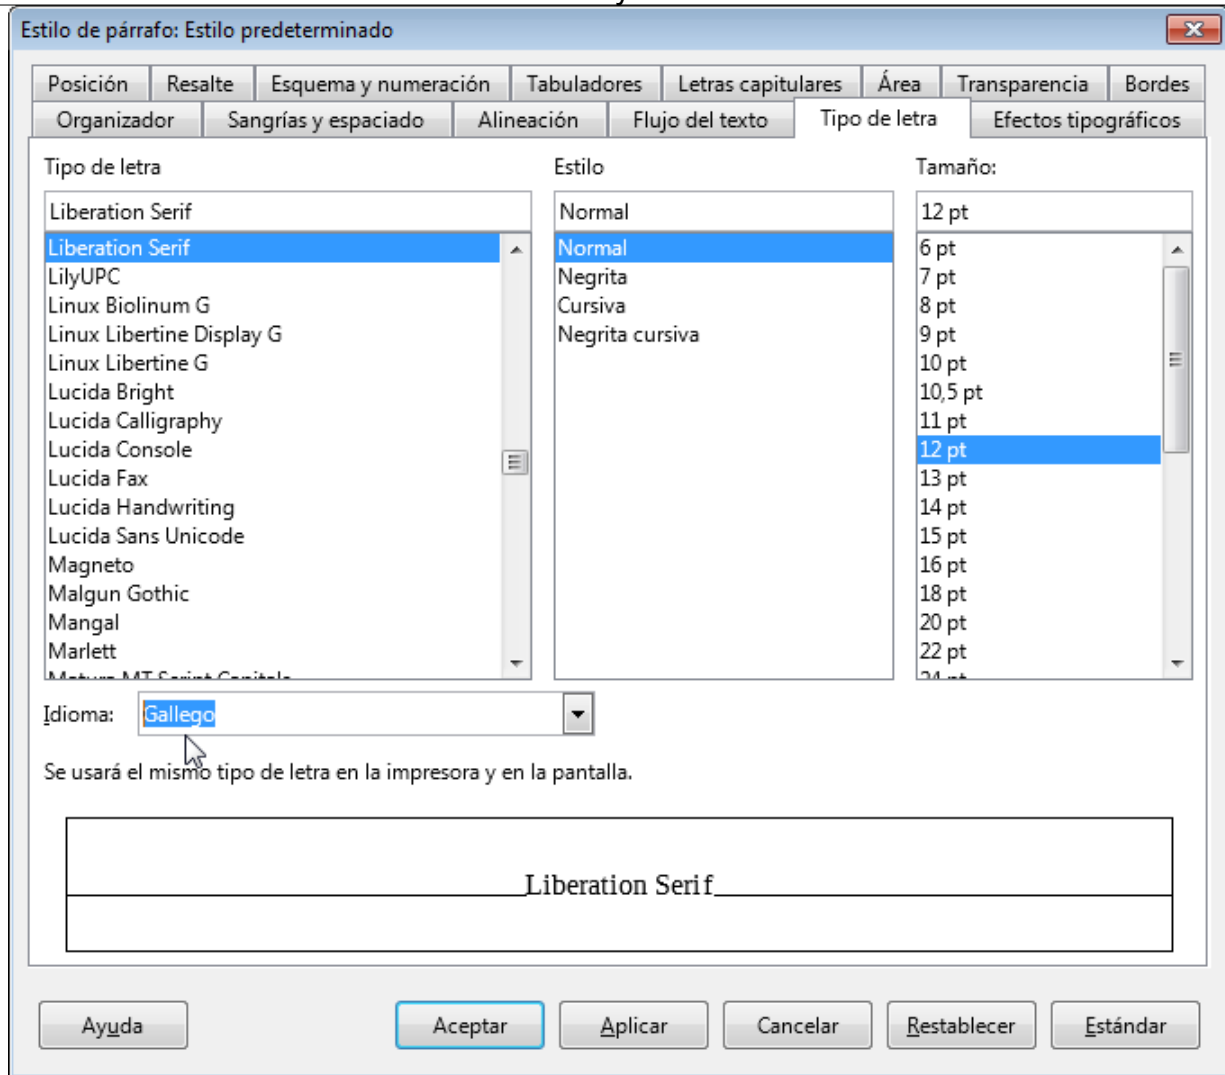 Estilo de párrafo: Estilo predeterminado
Posición Resalte Esquema y numeración Tabuladores Letras capitulares Área Transparencia Bordes
Organizador Sangrías y espaciado Alineación Flujo del texto Tipo de letra Efectos tipográficos
Tipo de letra Estilo Tamaño:
Liberation Serif Normal 12 pt
Liberation Serif Normal 6 pt
LilyUPC Negrita 7 pt
Linux Biolinum G Cursiva 8 pt
Linux Libertine Display G Negrita cursiva 9 pt
Linux Libertine G 10 pt
Lucida Bright 10,5 pt
Lucida Calligraphy 11 pt
Lucida Console 12 pt
Lucida Fax 13 pt
Lucida Handwriting 14 pt
Lucida Sans Unicode 15 pt
Magneto 16 pt
Malgun Gothic 18 pt
Mangal 20 pt
Marlett 22 pt
Matura MT Script Capitals 24 pt
Idioma: Gallego
Se usará el mismo tipo de letra en la impresora y en la pantalla.
Liberation Serif
Ayuda Aceptar Aplicar Cancelar Restablecer Estándar